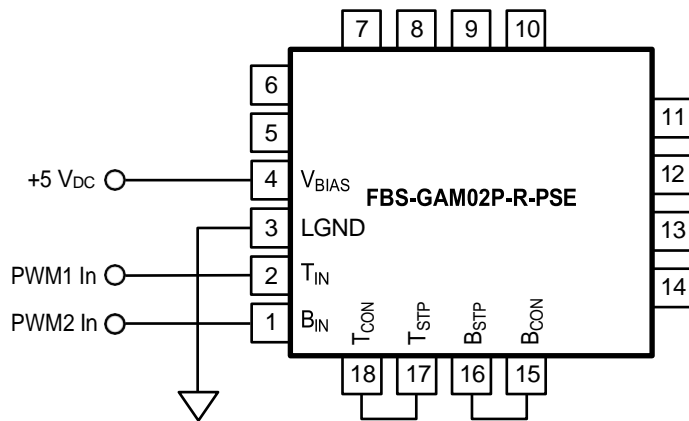 7 8 9 10
6
11
5
+5 VDC 4 VBIAS
12
FBS-GAM02P-R-PSE
3 LGND
13
PWM1 In 2 TIN
14
PWM2 In 1 BIN
TCON TSTP BSTP BCON
18 17 16 15